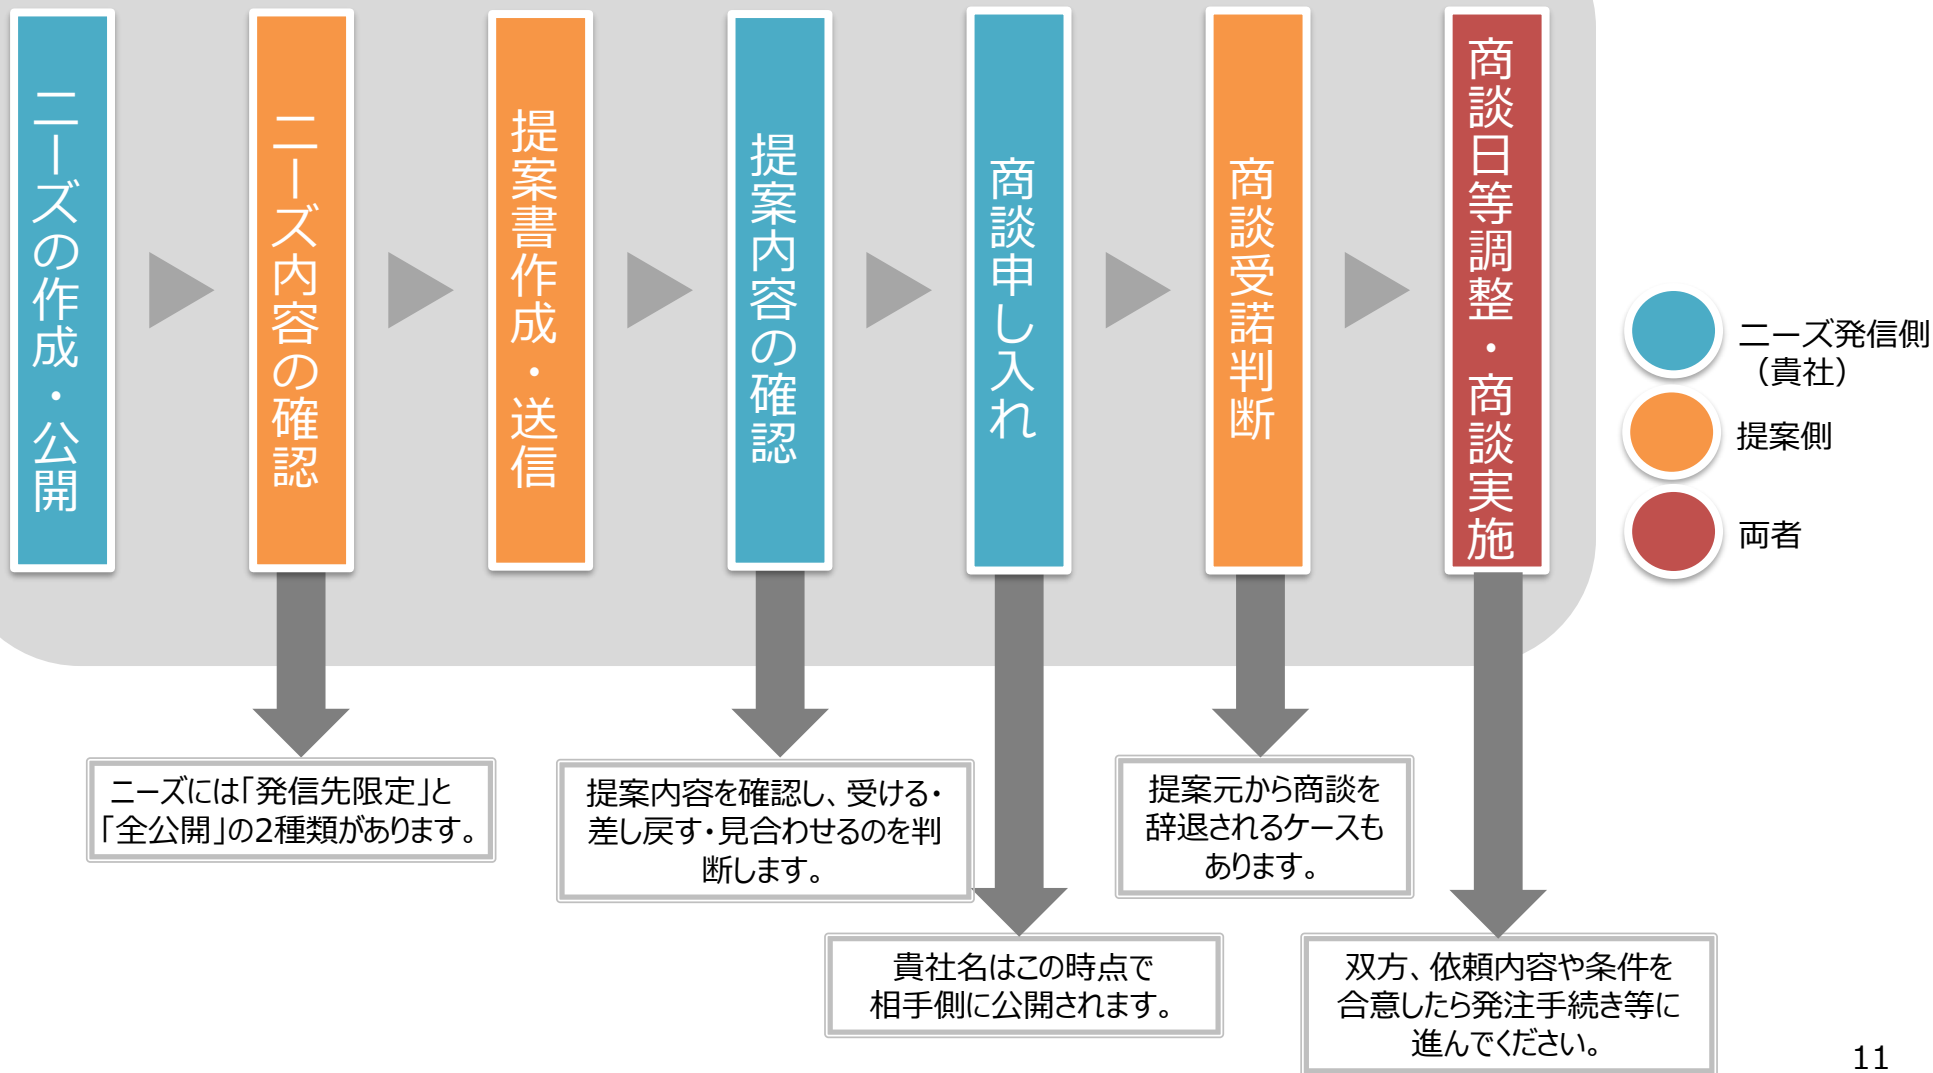 ニーズの作成・公開
ニーズ内容の確認
提案書作成・送信
提案内容の確認
商談申し入れ
商談受諾判断
商談日等調整・商談実施
ニーズ発信側
（貴社）
提案側
両者
ニーズには「発信先限定」と
「全公開」の2種類があります。
提案内容を確認し、受ける・
差し戻す・見合わせるのを判
断します。
提案元から商談を
辞退されるケースも
あります。
貴社名はこの時点で
相手側に公開されます。
双方、依頼内容や条件を
合意したら発注手続き等に
進んでください。
11